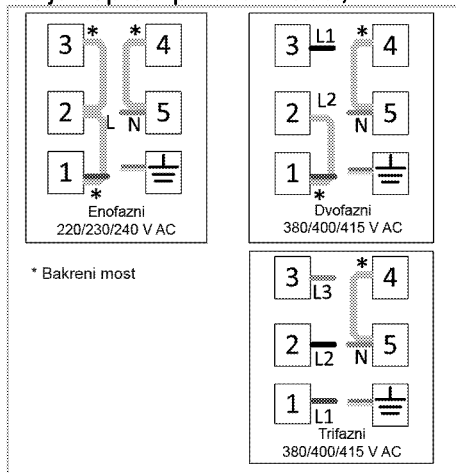 3 * * 4
2 L N 5
1 *
Enofazni
220/230/240 V AC
3 L1 * 4
2 L2 N 5
1 *
Dvofazni
380/400/415 V AC
* Bakreni most
3 L3 * 4
2 L2 N 5
1 L1
Trifazni
380/400/415 V AC